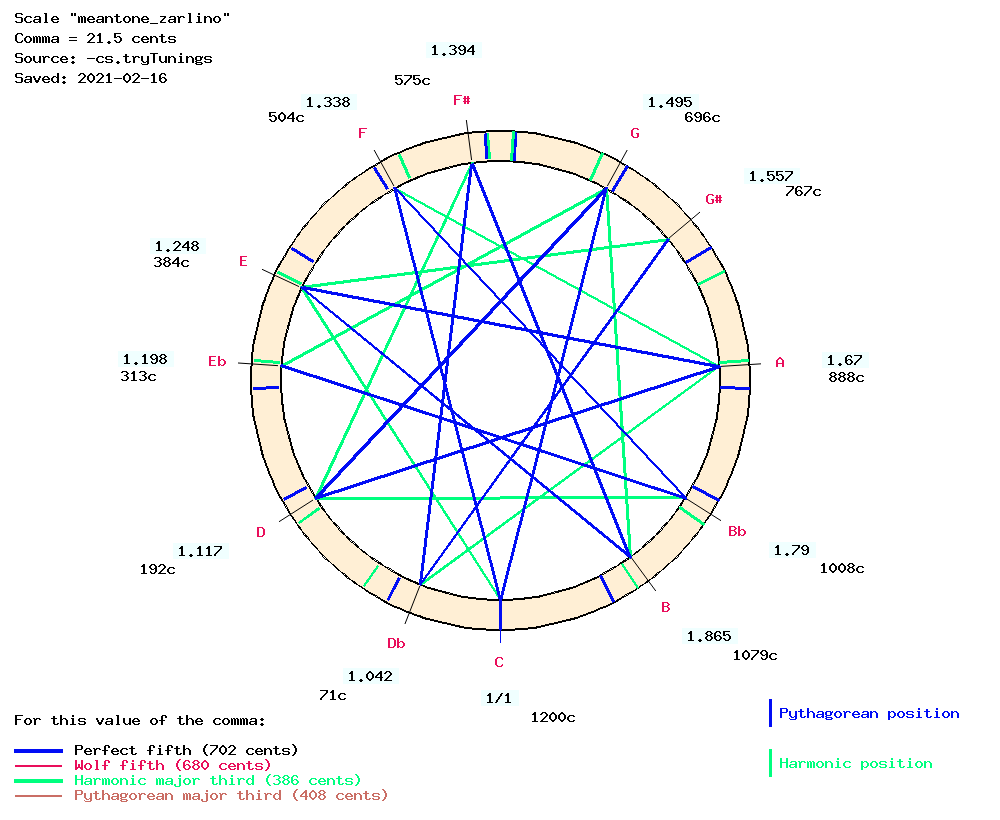 Scale "meantone_zarlino"
Comma = 21.5 cents
Source: -cs.tryTunings
Saved: 2021-02-16
1.394
575c
F#
1.338
504c
F
1.495
696c
G
1.557
767c
G#
1.248
384c
E
1.198
313c
Eb
1.67
888c
A
1.117
192c
D
Bb
1.79
1008c
B
1.865
1079c
Db
1.042
71c
C
1/1
1200c
For this value of the comma:
Perfect fifth (702 cents)
Wolf fifth (680 cents)
Harmonic major third (386 cents)
Pythagorean major third (408 cents)
Pythagorean position
Harmonic position